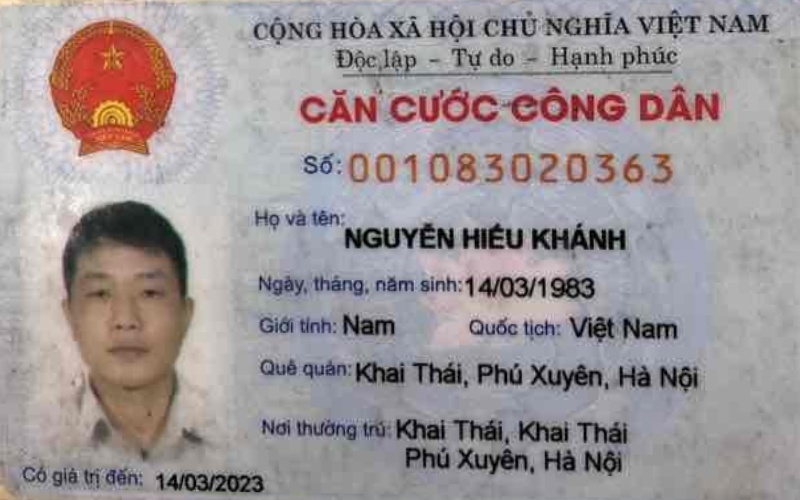 CỘNG HÒA XÃ HỘI CHỦ NGHĨA VIỆT NAM
Độc lập - Tự do - Hạnh phúc
CĂN CƯỚC CÔNG DÂN
Số: 001083020363
Họ và tên: NGUYỄN HIẾU KHÁNH
Ngày, tháng, năm sinh: 14/03/1983
Giới tính: Nam Quốc tịch: Việt Nam
Quê quán: Khai Thái, Phú Xuyên, Hà Nội
Nơi thường trú: Khai Thái, Khai Thái
Phú Xuyên, Hà Nội
Có giá trị đến: 14/03/2023